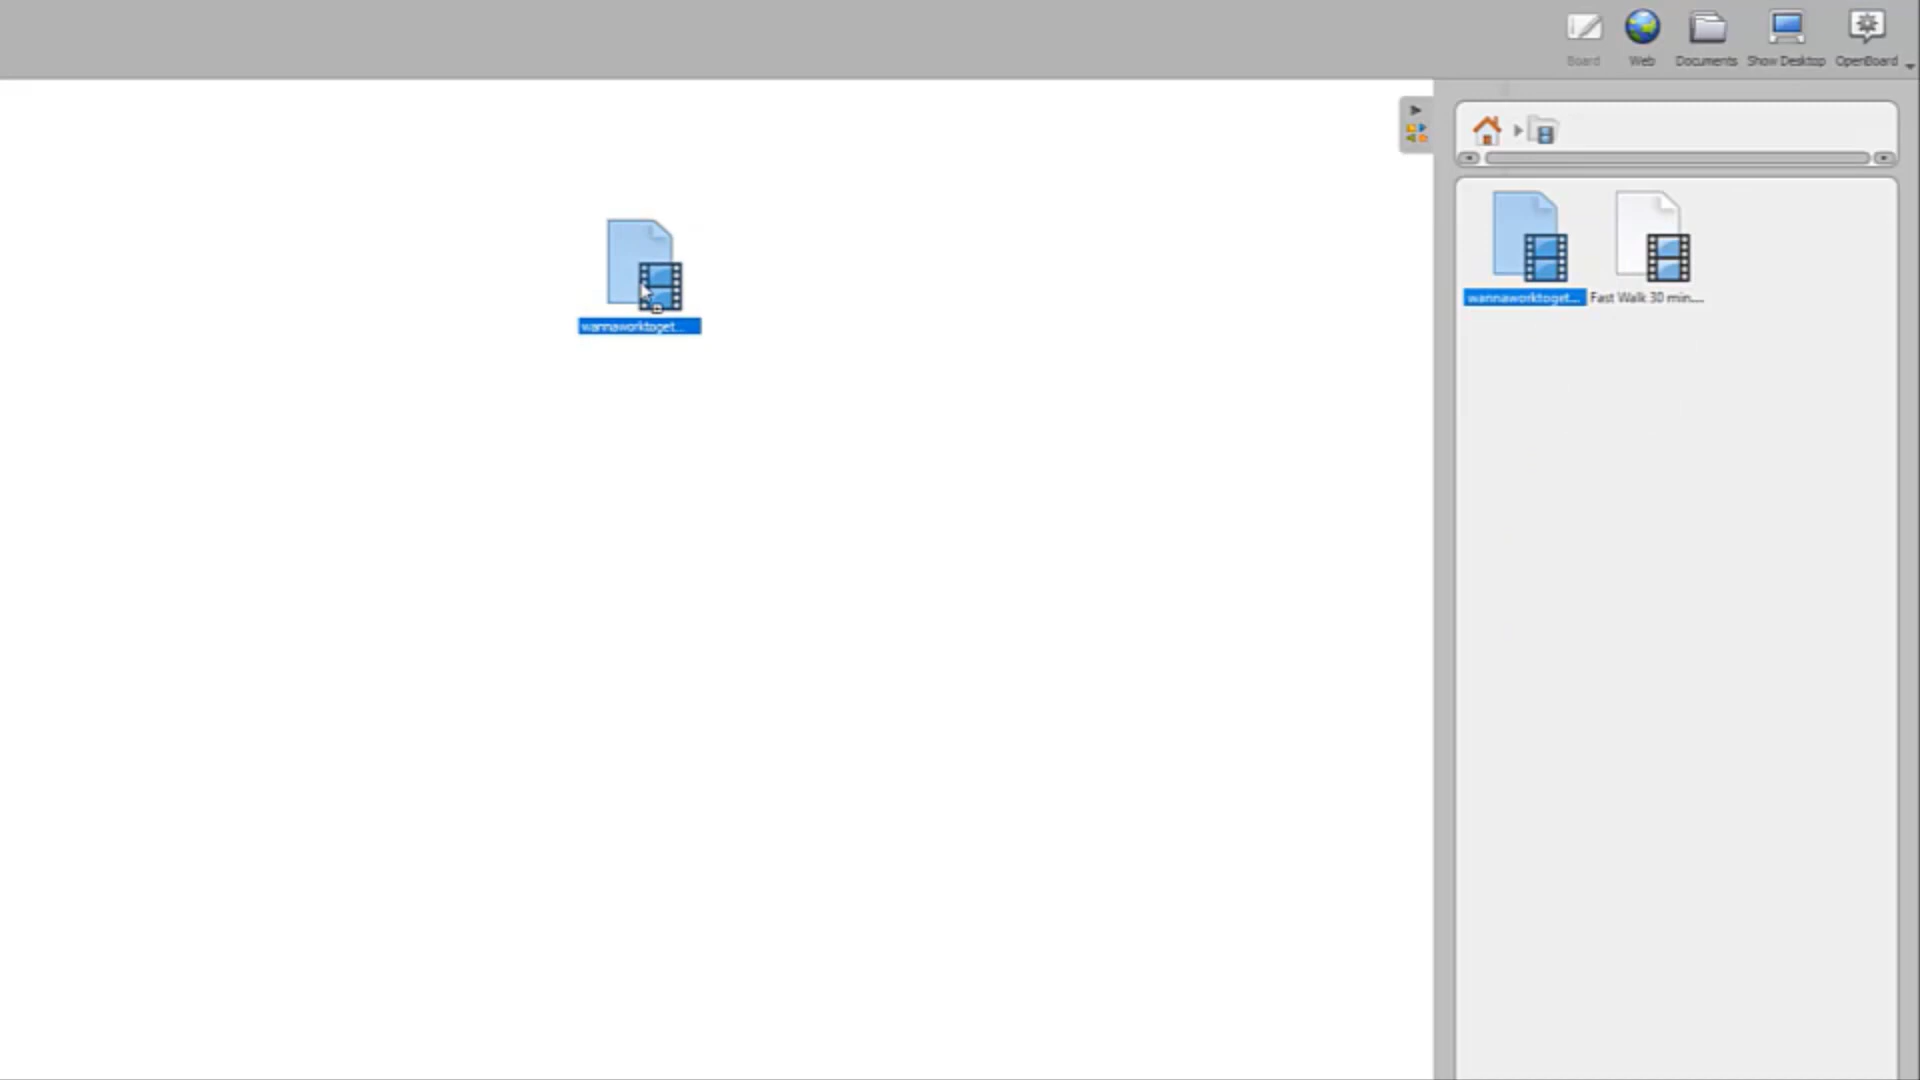 Board
Web
Documents
Show Desktop
OpenBoard
wannaworktoget...
Fast Walk 30 min....
wannaworktoget...